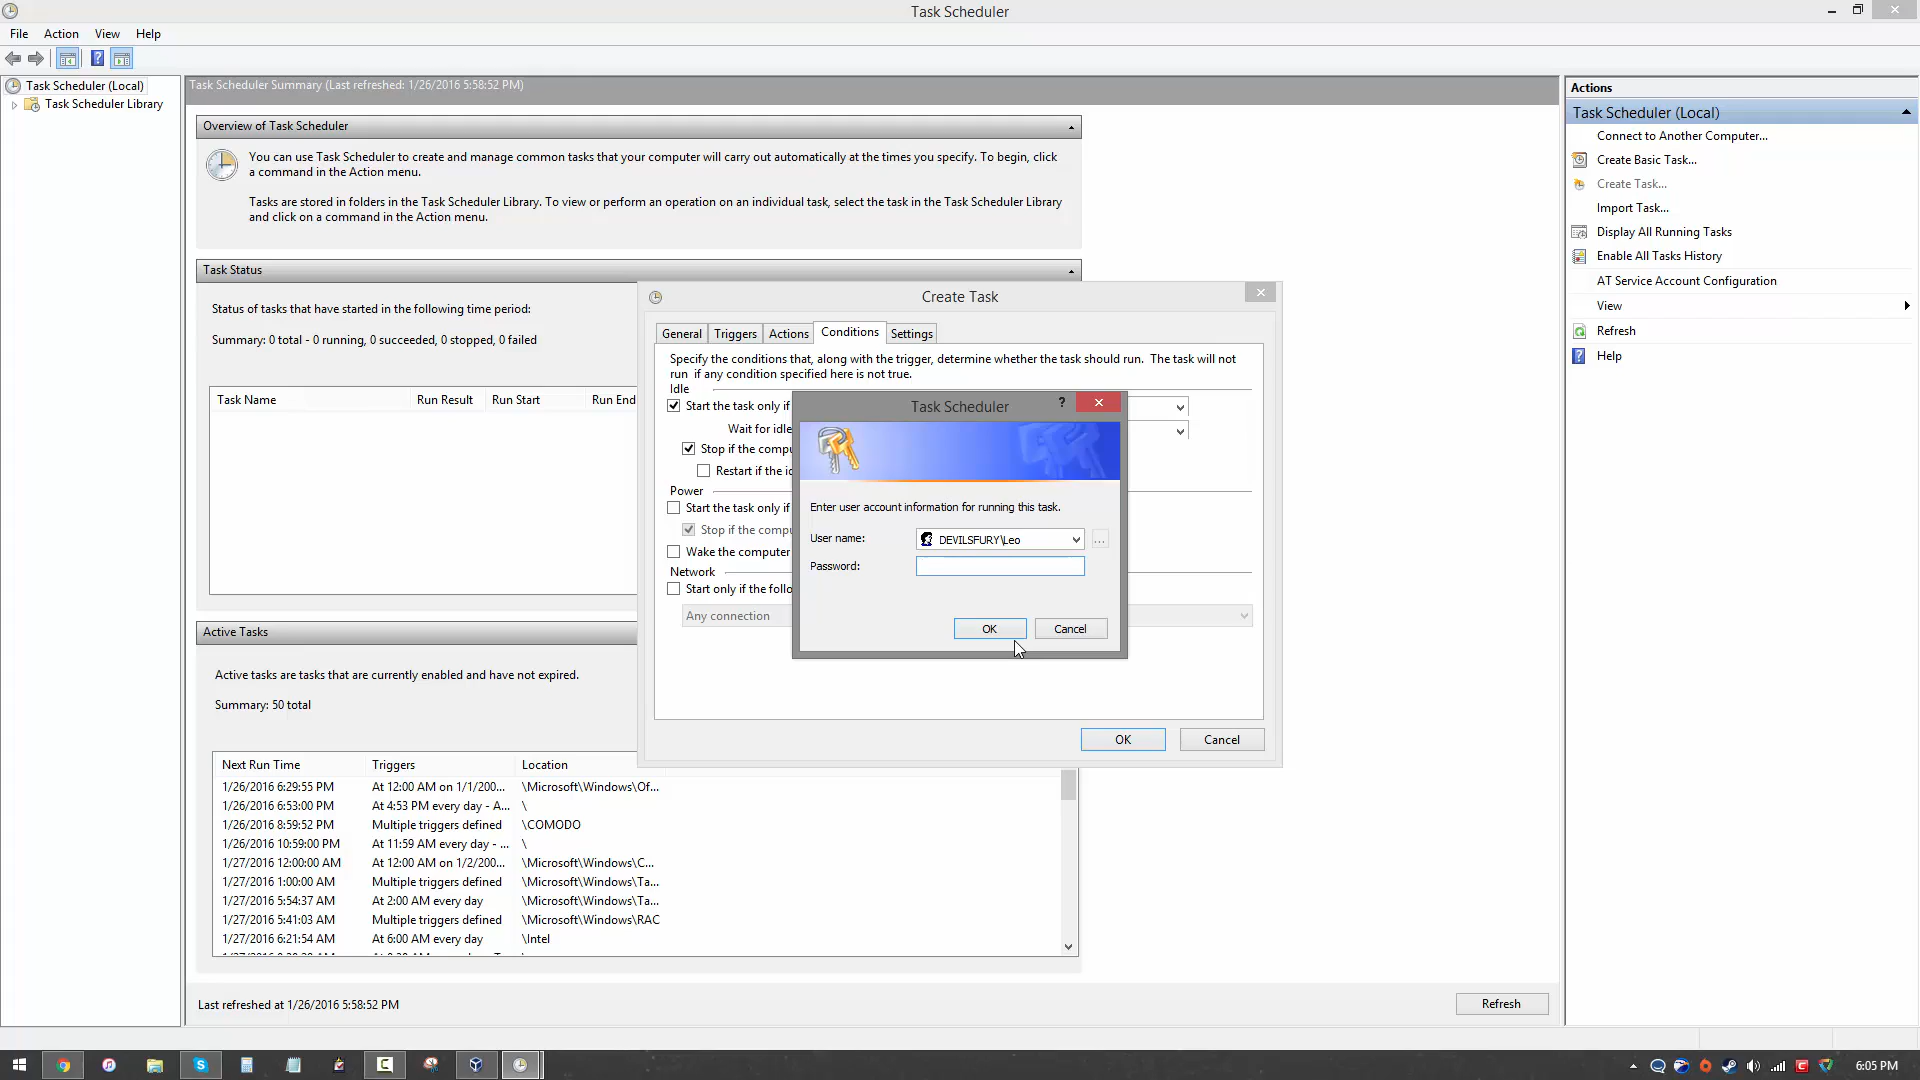 Task Scheduler
File Action View Help
Task Scheduler (Local)
Task Scheduler Library
Task Scheduler Summary (Last refreshed: 1/26/2016 5:58:52 PM)
Overview of Task Scheduler
You can use Task Scheduler to create and manage common tasks that your computer will carry out automatically at the times you specify. To begin, click
a command in the Action menu.
Tasks are stored in folders in the Task Scheduler Library. To view or perform an operation on an individual task, select the task in the Task Scheduler Library
and click on a command in the Action menu.
Task Status
Status of tasks that have started in the following time period:
Summary: 0 total - 0 running, 0 succeeded, 0 stopped, 0 failed
Task Name Run Result Run Start Run End
Active Tasks
Active tasks are tasks that are currently enabled and have not expired.
Summary: 50 total
Next Run Time Triggers Location
1/26/2016 6:29:55 PM At 12:00 AM on 1/1/200... \Microsoft\Windows\Of...
1/26/2016 6:53:00 PM At 4:53 PM every day - A... \
1/26/2016 8:59:52 PM Multiple triggers defined \COMODO
1/26/2016 10:59:00 PM At 11:59 AM every day - ... \
1/27/2016 12:00:00 AM At 12:00 AM on 1/2/200... \Microsoft\Windows\C...
1/27/2016 1:00:00 AM Multiple triggers defined \Microsoft\Windows\Ta...
1/27/2016 5:54:37 AM At 2:00 AM every day \Microsoft\Windows\Ta...
1/27/2016 5:41:03 AM Multiple triggers defined \Microsoft\Windows\RAC
1/27/2016 6:21:54 AM At 6:00 AM every day \Intel
Last refreshed at 1/26/2016 5:58:52 PM
Refresh
Create Task
General Triggers Actions Conditions Settings
Specify the conditions that, along with the trigger, determine whether the task should run. The task will not
run if any condition specified here is not true.
Idle
Start the task only if
Wait for idle
Stop if the compu
Restart if the i
Power
Start the task only if
Stop if the compu
Wake the computer
Network
Start only if the follo
Any connection
OK Cancel
Task Scheduler
?
Enter user account information for running this task.
User name: DEVILSFURY\Leo
...
Password:
OK Cancel
Actions
Task Scheduler (Local)
Connect to Another Computer...
Create Basic Task...
Create Task...
Import Task...
Display All Running Tasks
Enable All Tasks History
AT Service Account Configuration
View
Refresh
Help
6:05 PM